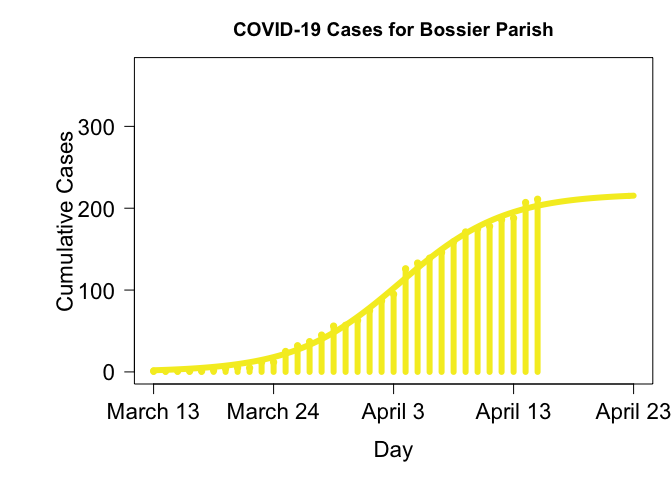 COVID-19 Cases for Bossier Parish
Cumulative Cases
300
200
100
0
March 13 March 24 April 3 April 13 April 23
Day